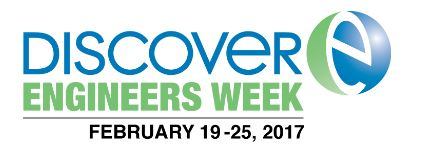 DISCOVER e
ENGINEERS WEEK
FEBRUARY 19-25, 2017